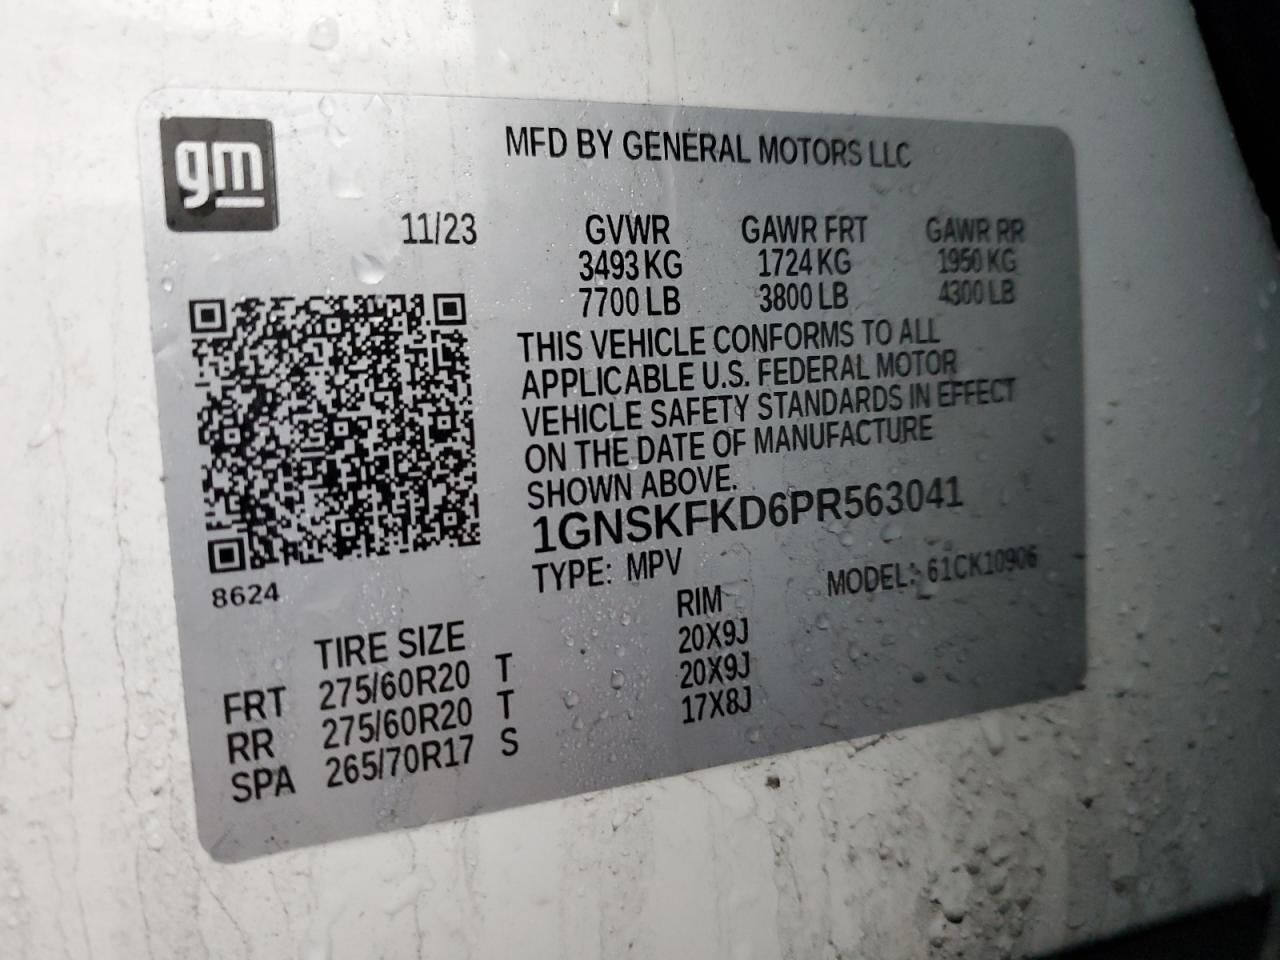 gm
MFD BY GENERAL MOTORS LLC
11/23 GVWR GAWR FRT GAWR RR
3493 KG 1724 KG 1950 KG
7700 LB 3800 LB 4300 LB
THIS VEHICLE CONFORMS TO ALL
APPLICABLE U.S. FEDERAL MOTOR
VEHICLE SAFETY STANDARDS IN EFFECT
ON THE DATE OF MANUFACTURE
SHOWN ABOVE.
1GNSKFKD6PR563041
8624
TYPE: MPV MODEL: 61CK10906
TIRE SIZE RIM
FRT 275/60R20 T 20X9J
RR 275/60R20 T 20X9J
SPA 265/70R17 S 17X8J